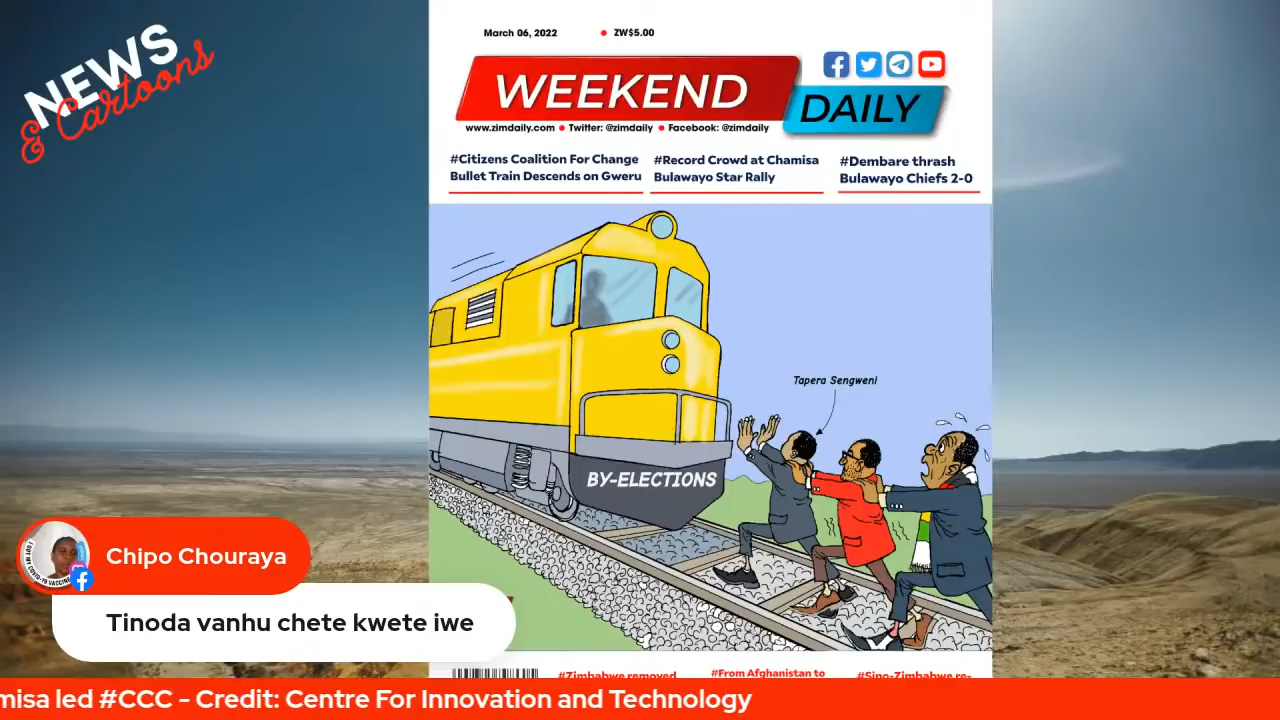 NEWS
& Cartoons
March 06, 2022 • ZW$5.00
WEEKEND
DAILY
www.zimdaily.com • Twitter: @zimdaily • Facebook: @zimdaily
#Citizens Coalition For Change
Bullet Train Descends on Gweru
#Record Crowd at Chamisa
Bulawayo Star Rally
#Dembare thrash
Bulawayo Chiefs 2-0
Tapera Sengweni
BY-ELECTIONS
Chipo Chouraya
Tinoda vanhu chete kwete iwe
#Zimbabwe removed
#From Afghanistan to
#Sino-Zimbabwe re-
misa led #CCC - Credit: Centre For Innovation and Technology